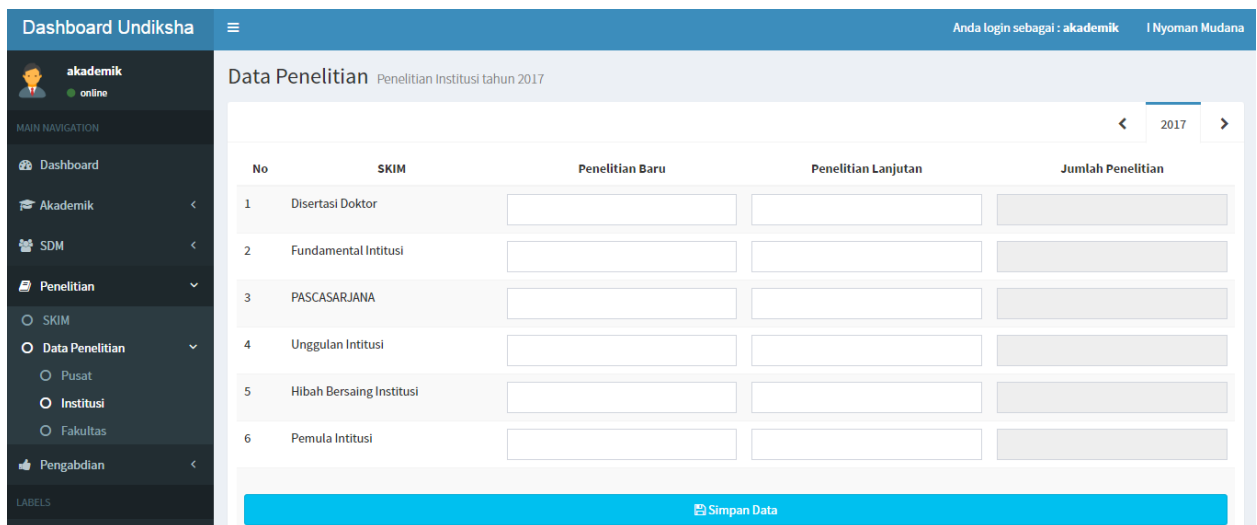 Dashboard Undiksha
Anda login sebagai : akademik I Nyoman Mudana
akademik
online
MAIN NAVIGATION
Dashboard
Akademik
SDM
Penelitian
SKIM
Data Penelitian
Pusat
Institusi
Fakultas
Pengabdian
LABELS
Data Penelitian Penelitian Institusi tahun 2017
2017
No SKIM Penelitian Baru Penelitian Lanjutan Jumlah Penelitian
1 Disertasi Doktor
2 Fundamental Intitusi
3 PASCASARJANA
4 Unggulan Intitusi
5 Hibah Bersaing Institusi
6 Pemula Intitusi
Simpan Data